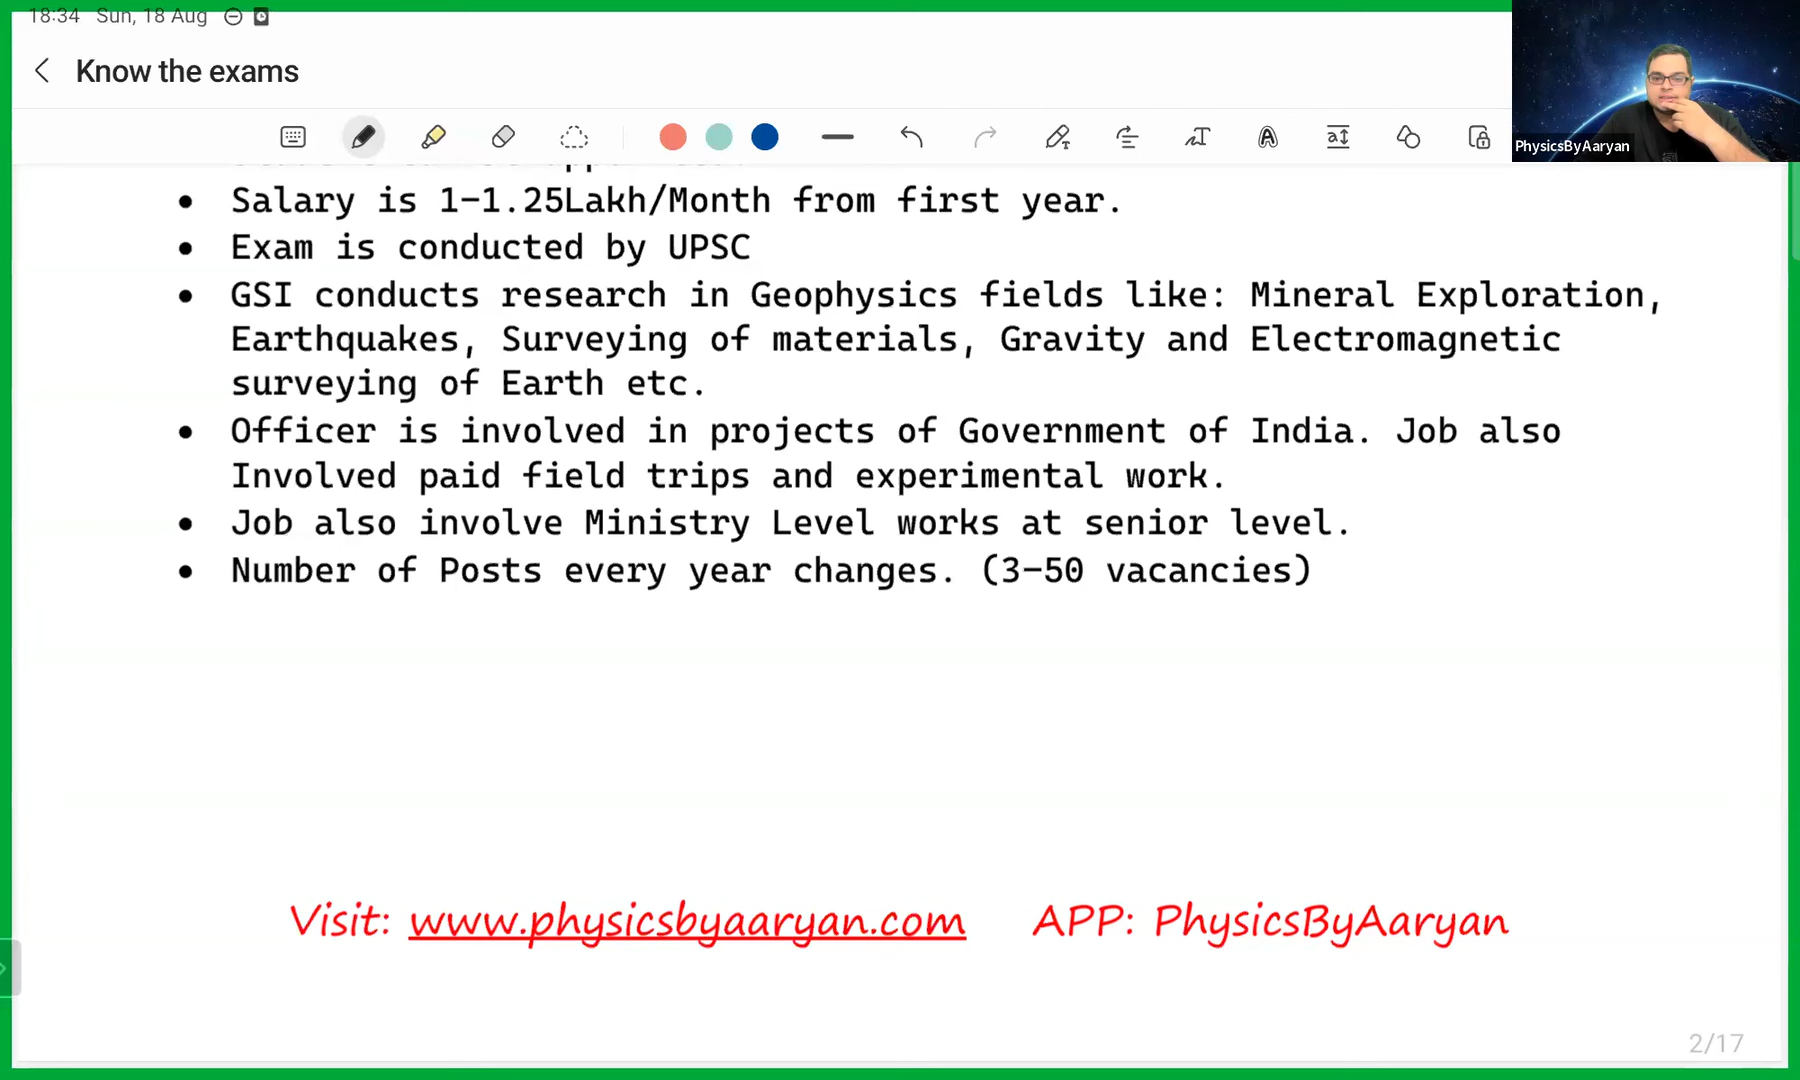 18:34 Sun, 18 Aug
Know the exams
PhysicsByAaryan
• Salary is 1-1.25Lakh/Month from first year.
• Exam is conducted by UPSC
• GSI conducts research in Geophysics fields like: Mineral Exploration,
Earthquakes, Surveying of materials, Gravity and Electromagnetic
surveying of Earth etc.
• Officer is involved in projects of Government of India. Job also
Involved paid field trips and experimental work.
• Job also involve Ministry Level works at senior level.
• Number of Posts every year changes. (3-50 vacancies)
Visit: www.physicsbyaaryan.com APP: PhysicsByAaryan
2/17